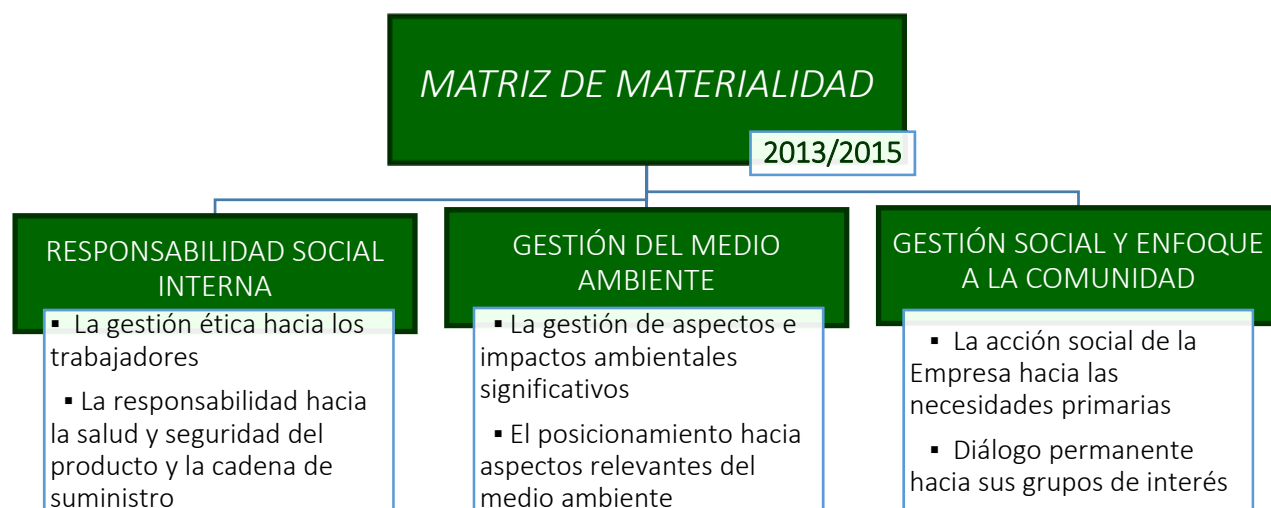 MATRIZ DE MATERIALIDAD
2013/2015
RESPONSABILIDAD SOCIAL
INTERNA
▪ La gestión ética hacia los
trabajadores
▪ La responsabilidad hacia
la salud y seguridad del
producto y la cadena de
suministro
GESTIÓN DEL MEDIO
AMBIENTE
▪ La gestión de aspectos e
impactos ambientales
significativos
▪ El posicionamiento hacia
aspectos relevantes del
medio ambiente
GESTIÓN SOCIAL Y ENFOQUE
A LA COMUNIDAD
▪ La acción social de la
Empresa hacia las
necesidades primarias
▪ Diálogo permanente
hacia sus grupos de interés